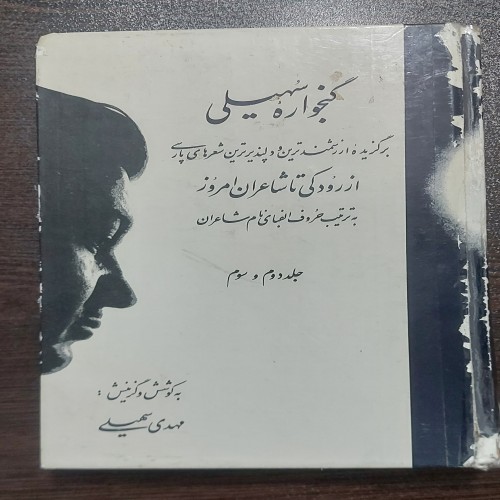 گنجواره سهیلی
برگزیده ارزشمندترین و دلپذیرترین شعرهای پارسی
از رودکی تا شاعران امروز
به ترتیب حروف الفبای نام شاعران
جلد دوم و سوم
به کوشش و گزینش :
مهدی سهیلی